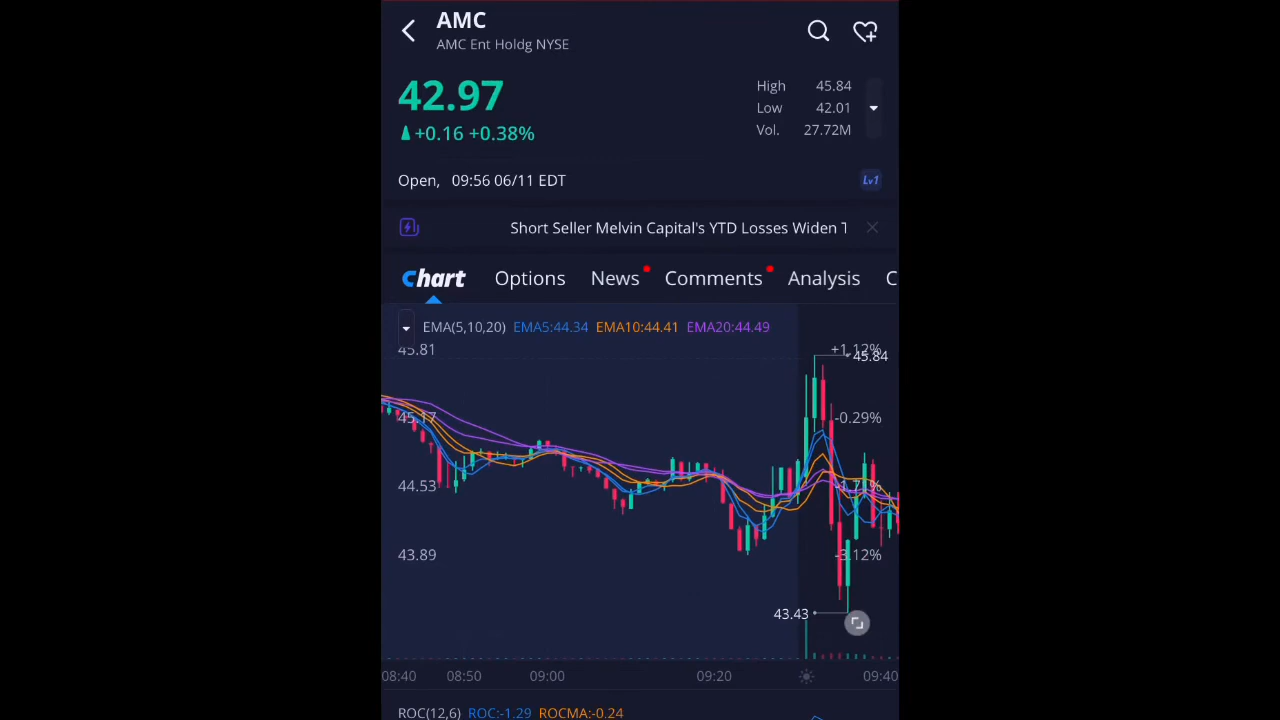 AMC
AMC Ent Holdg NYSE
42.97
+0.16 +0.38%
High 45.84
Low 42.01
Vol. 27.72M
Open, 09:56 06/11 EDT
Lv1
Short Seller Melvin Capital's YTD Losses Widen T
Chart Options News Comments Analysis C
EMA(5,10,20) EMA5:44.34 EMA10:44.41 EMA20:44.49
45.81 +1.12% 45.84
45.17 -0.29%
44.53 -1.71%
43.89 -3.12%
43.43
08:40 08:50 09:00 09:20 09:40
ROC(12,6) ROC:-1.29 ROCMA:-0.24